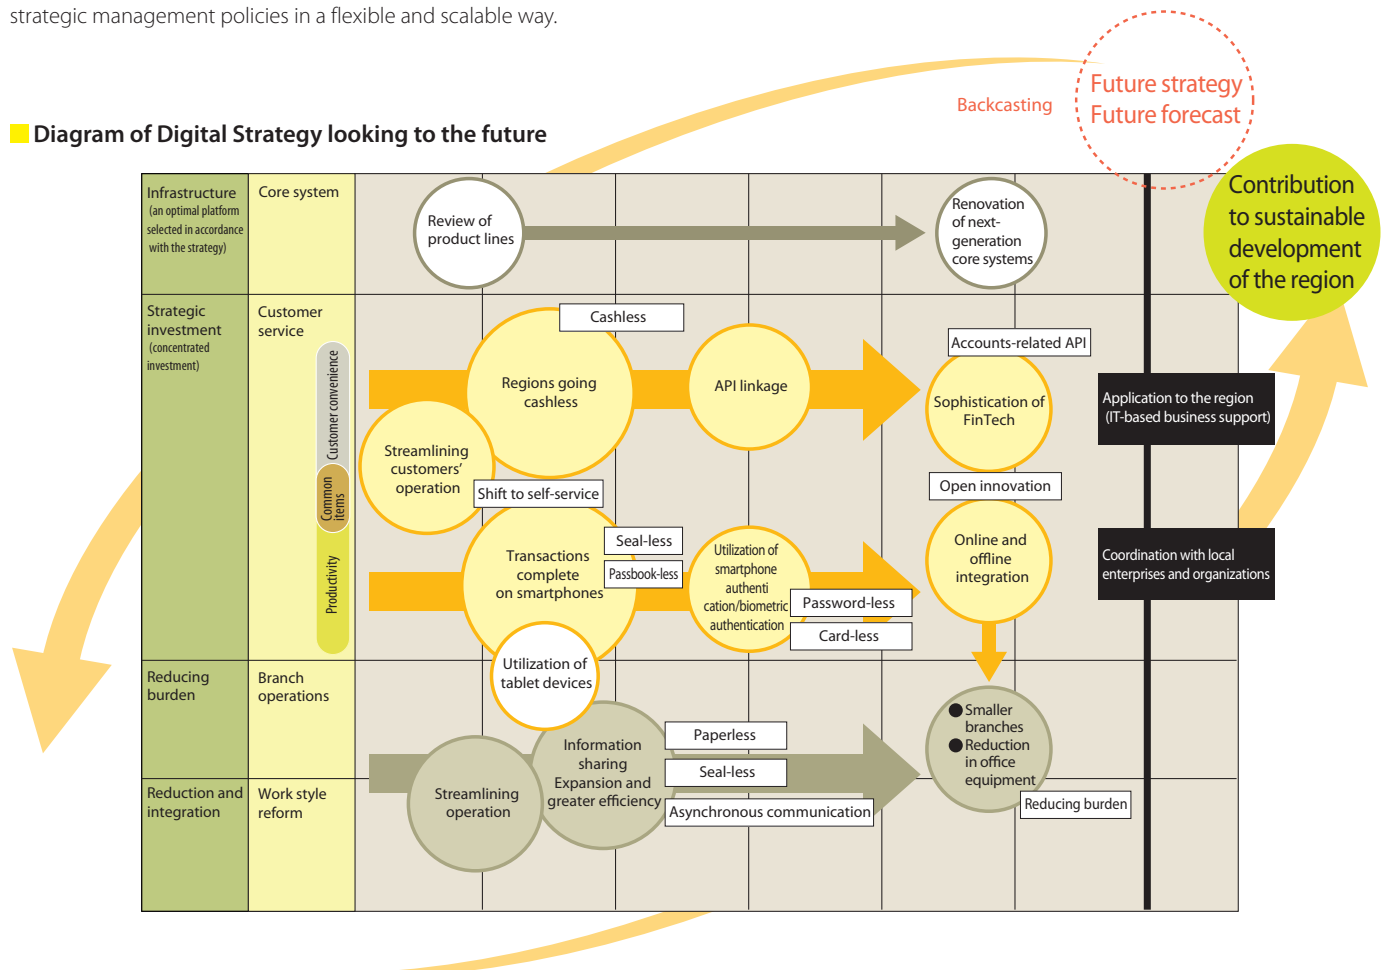 strategic management policies in a flexible and scalable way.
Backcasting
Future strategy
Future forecast
Diagram of Digital Strategy looking to the future
Contribution
to sustainable
development
of the region
Infrastructure
(an optimal platform
selected in accordance
with the strategy)
Core system
Review of
product lines
Renovation
of next-
generation
core systems
Strategic
investment
(concentrated
investment)
Customer
service
Customer convenience
Common
items
Productivity
Cashless
Regions going
cashless
API linkage
Accounts-related API
Sophistication of
FinTech
Application to the region
(IT-based business support)
Streamlining
customers’
operation
Shift to self-service
Open innovation
Transactions
complete
on smartphones
Seal-less
Passbook-less
Utilization of
smartphone
authenti
cation/biometric
authentication
Password-less
Card-less
Online and
offline
integration
Coordination with local
enterprises and organizations
Reducing
burden
Branch
operations
Utilization of
tablet devices
Smaller
branches
Reduction
in office
equipment
Reducing burden
Information
sharing
Expansion and
greater efficiency
Paperless
Seal-less
Asynchronous communication
Reduction and
integration
Work style
reform
Streamlining
operation